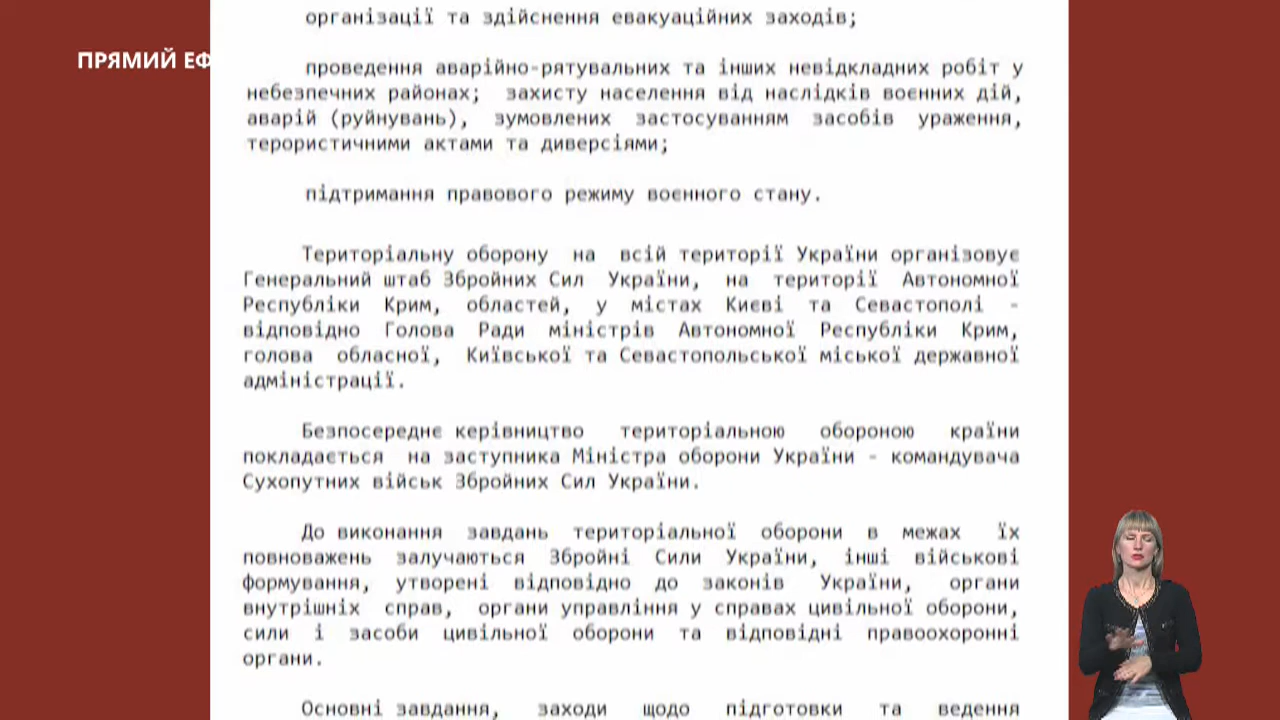 організації та здійснення евакуаційних заходів;
ПРЯМИЙ ЕФ
проведення аварійно-рятувальних та інших невідкладних робіт у
небезпечних районах; захисту населення від наслідків воєнних дій,
аварій (руйнувань), зумовлених застосуванням засобів ураження,
терористичними актами та диверсіями;
підтримання правового режиму воєнного стану.
Територіальну оборону на всій території України організовує
Генеральний штаб Збройних Сил України, на території Автономної
Республіки Крим, областей, у містах Києві та Севастополі -
відповідно Голова Ради міністрів Автономної Республіки Крим,
голова обласної, Київської та Севастопольської міської державної
адміністрації.
Безпосереднє керівництво територіальною обороною країни
покладається на заступника Міністра оборони України - командувача
Сухопутних військ Збройних Сил України.
До виконання завдань територіальної оборони в межах їх
повноважень залучаються Збройні Сили України, інші військові
формування, утворені відповідно до законів України, органи
внутрішніх справ, органи управління у справах цивільної оборони,
сили і засоби цивільної оборони та відповідні правоохоронні
органи.
Основні завдання, заходи щодо підготовки та ведення